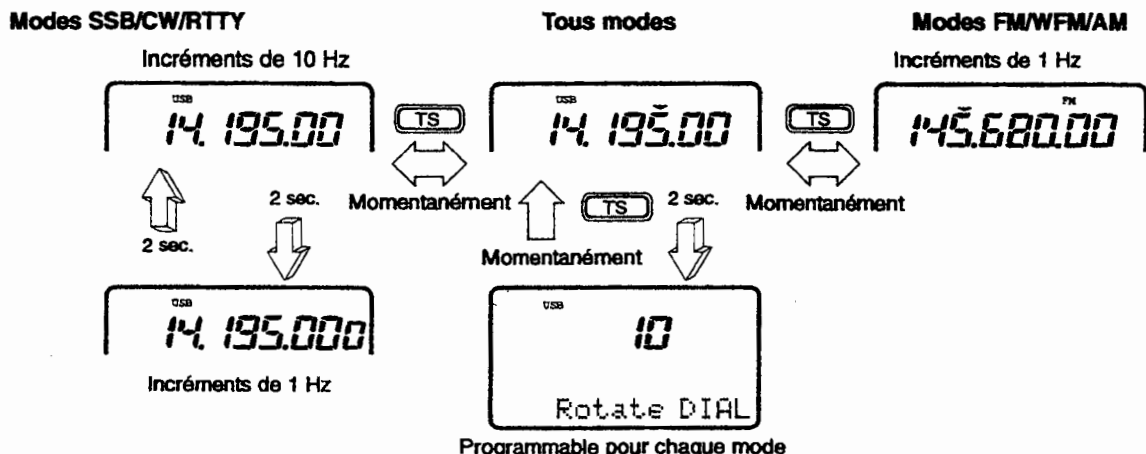 Modes SSB/CW/RTTY
Tous modes
Modes FM/WFM/AM
Incréments de 10 Hz
Incréments de 1 Hz
USB
14.195.00
TS
USB
14.195.00
TS
FM
145.680.00
Momentanément
Momentanément
2 sec.
2 sec.
TS
2 sec.
Momentanément
USB
14.195.000
USB
10
Rotate DIAL
Incréments de 1 Hz
Programmable pour chaque mode